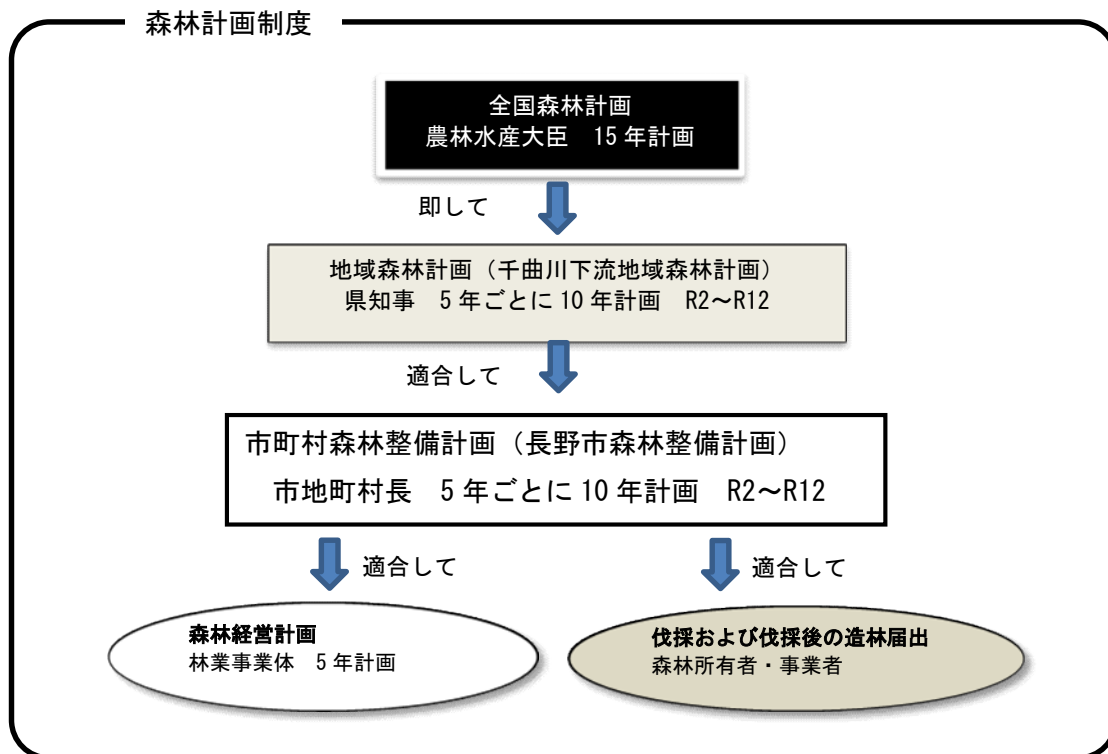 森林計画制度
全国森林計画
農林水産大臣　15 年計画
即して
地域森林計画（千曲川下流地域森林計画）
県知事　5 年ごとに 10 年計画　R2～R12
適合して
市町村森林整備計画（長野市森林整備計画）
市地町村長　5 年ごとに 10 年計画　R2～R12
適合して
適合して
森林経営計画
林業事業体　5 年計画
伐採および伐採後の造林届出
森林所有者・事業者